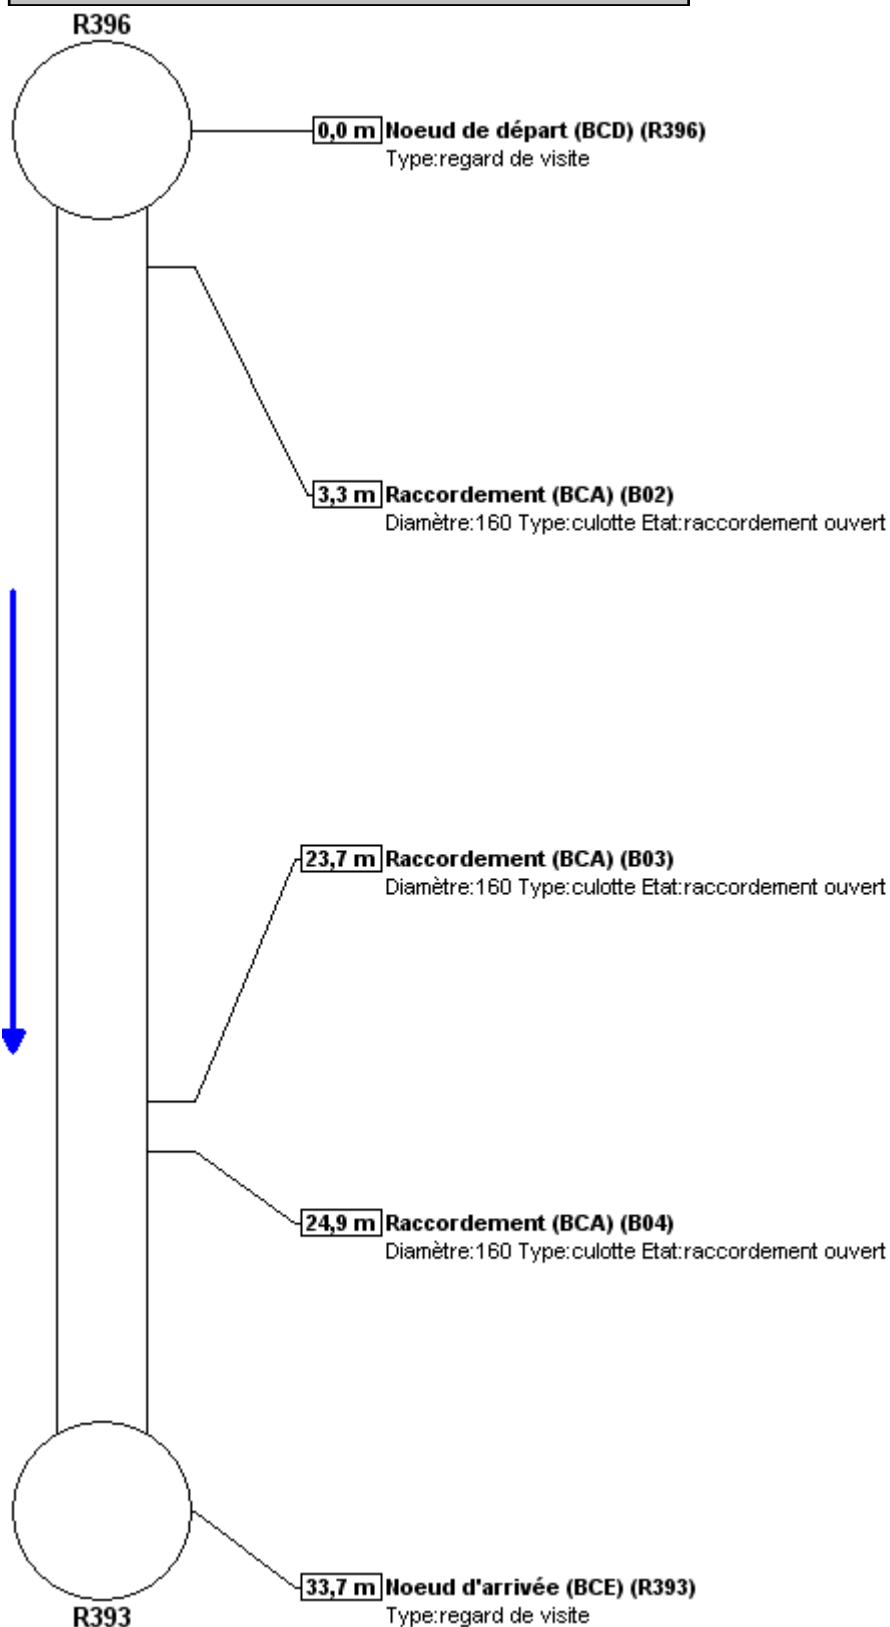 R396
0,0 m Noeud de départ (BCD) (R396)
Type:regard de visite
3,3 m Raccordement (BCA) (B02)
Diamètre:160 Type:culotte Etat:raccordement ouvert
23,7 m Raccordement (BCA) (B03)
Diamètre:160 Type:culotte Etat:raccordement ouvert
24,9 m Raccordement (BCA) (B04)
Diamètre:160 Type:culotte Etat:raccordement ouvert
33,7 m Noeud d'arrivée (BCE) (R393)
Type:regard de visite
R393